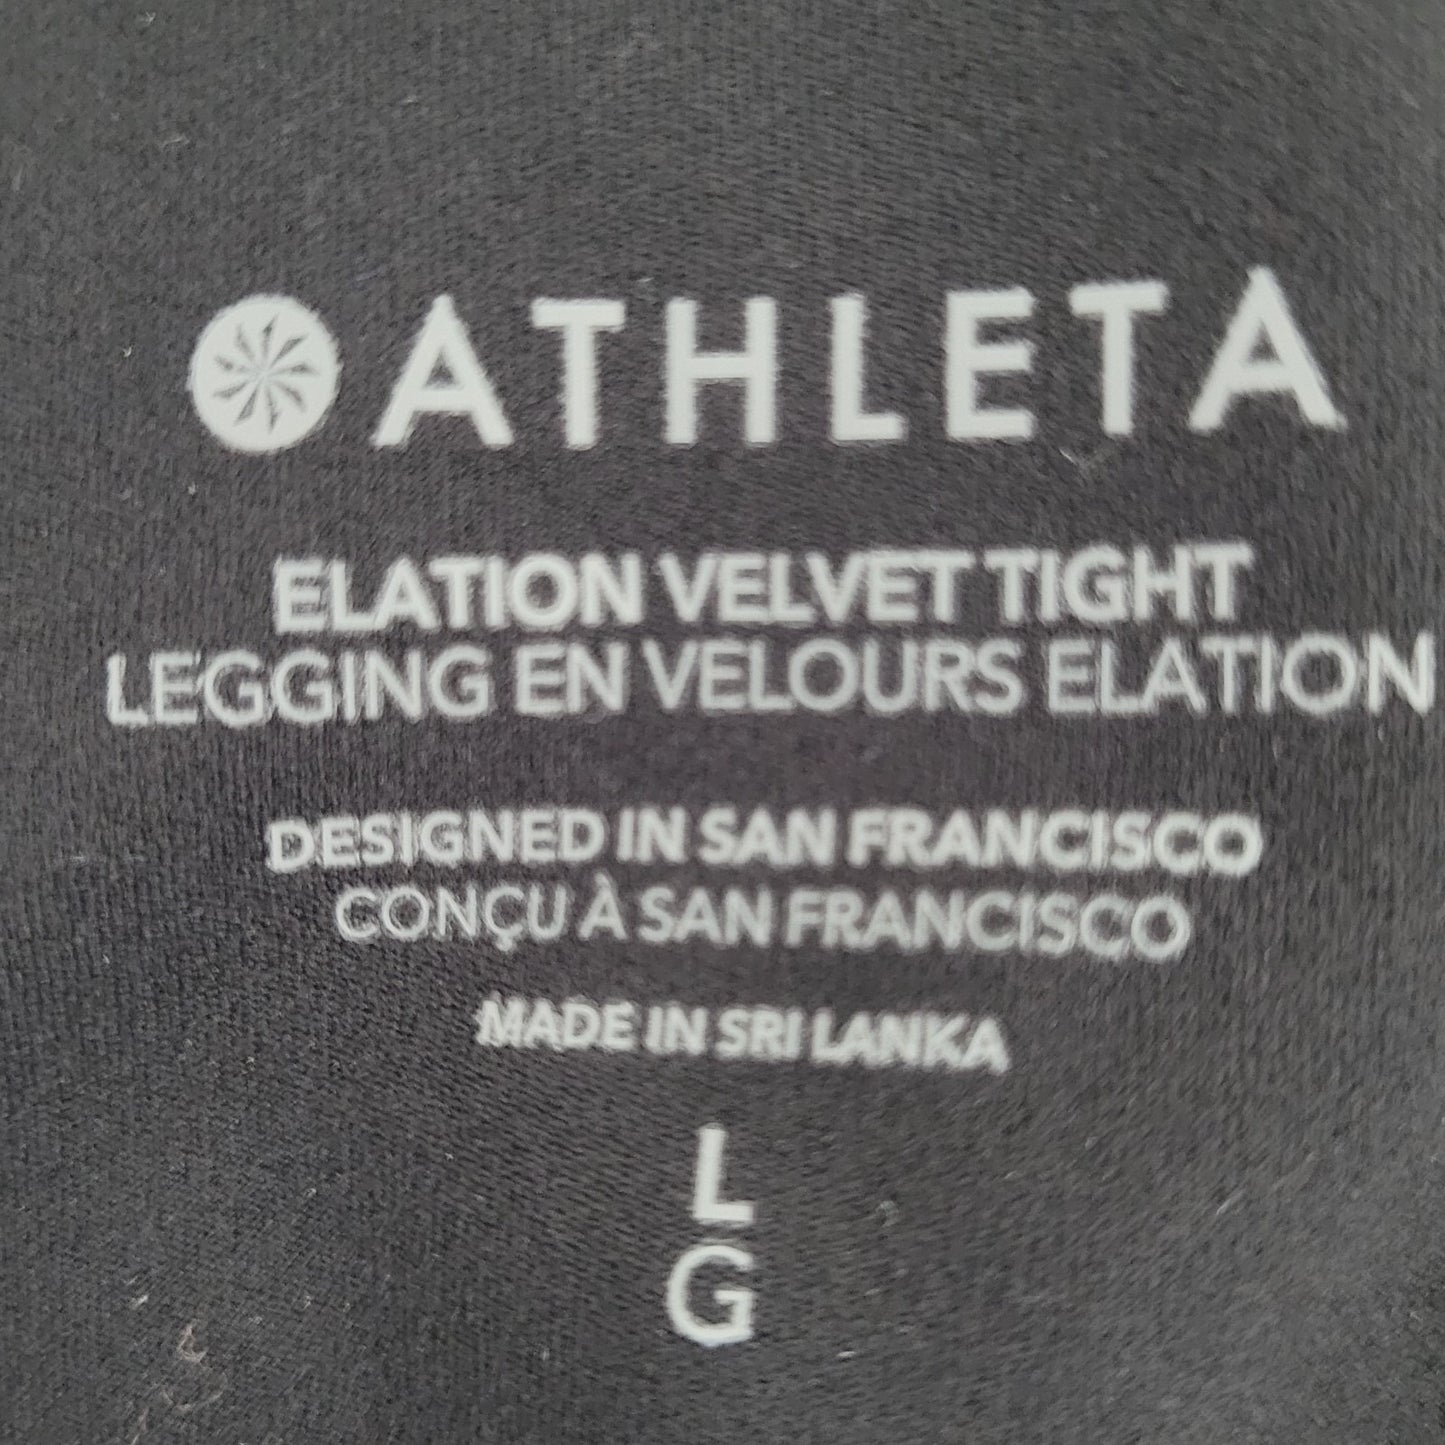 ATHLETA
ELATION VELVET TIGHT
LEGGING EN VELOURS ELATION
DESIGNED IN SAN FRANCISCO
CONÇU À SAN FRANCISCO
MADE IN SRI LANKA
L
G